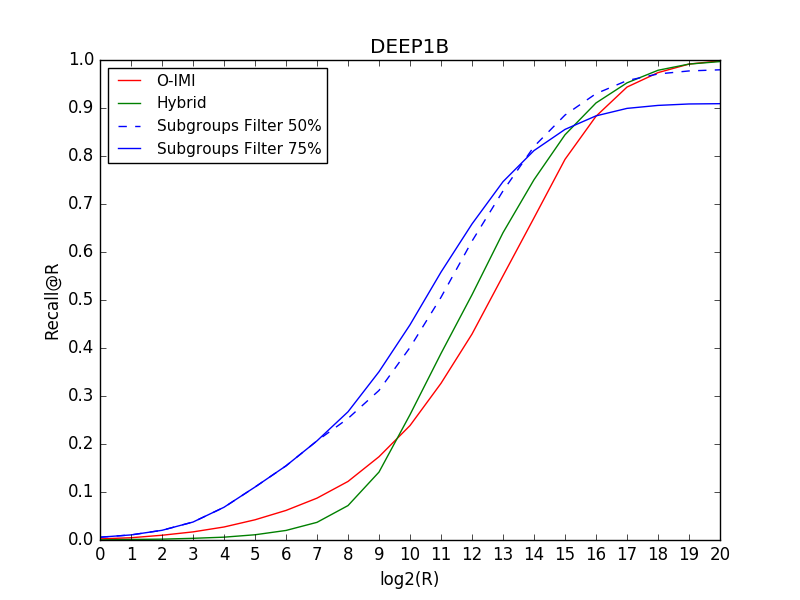 DEEP1B
O-IMI
Hybrid
Subgroups Filter 50%
Subgroups Filter 75%
Recall@R
1.0
0.9
0.8
0.7
0.6
0.5
0.4
0.3
0.2
0.1
0.0
0 1 2 3 4 5 6 7 8 9 10 11 12 13 14 15 16 17 18 19 20
log2(R)